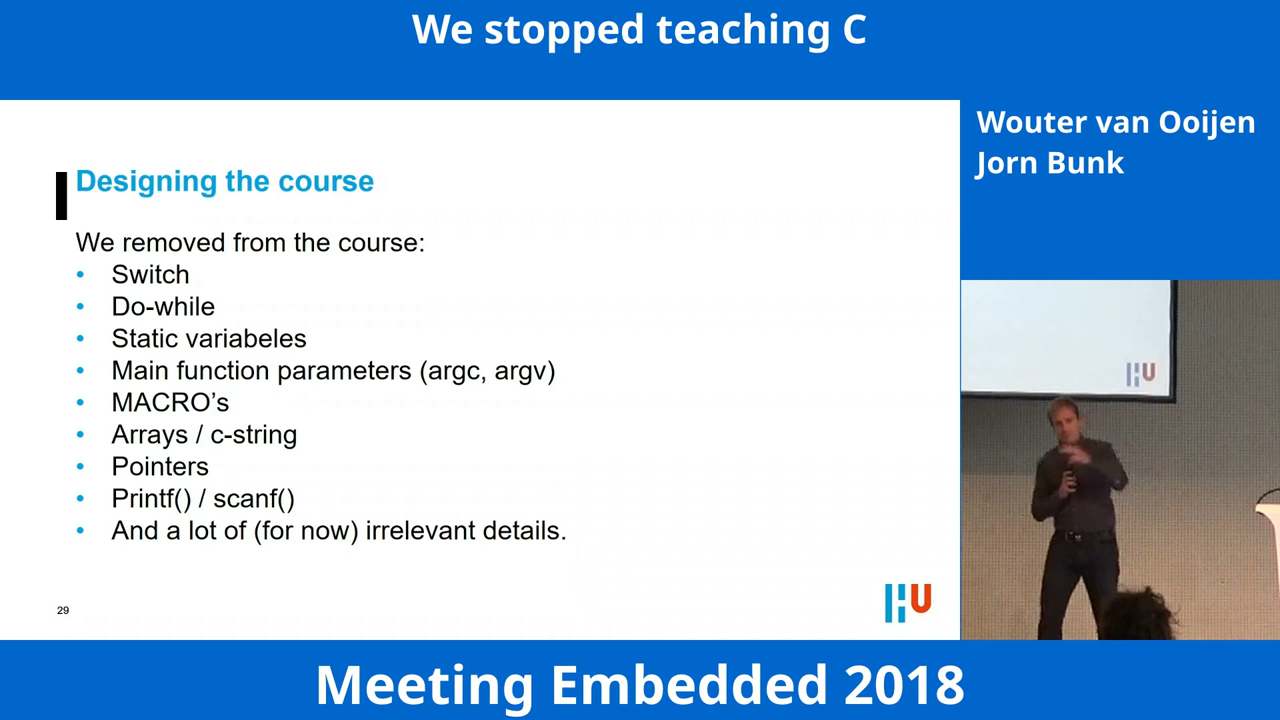 We stopped teaching C
Wouter van Ooijen
Jorn Bunk
Designing the course
We removed from the course:
• Switch
• Do-while
• Static variabeles
• Main function parameters (argc, argv)
• MACRO’s
• Arrays / c-string
• Pointers
• Printf() / scanf()
• And a lot of (for now) irrelevant details.
29
HU
HU
Meeting Embedded 2018